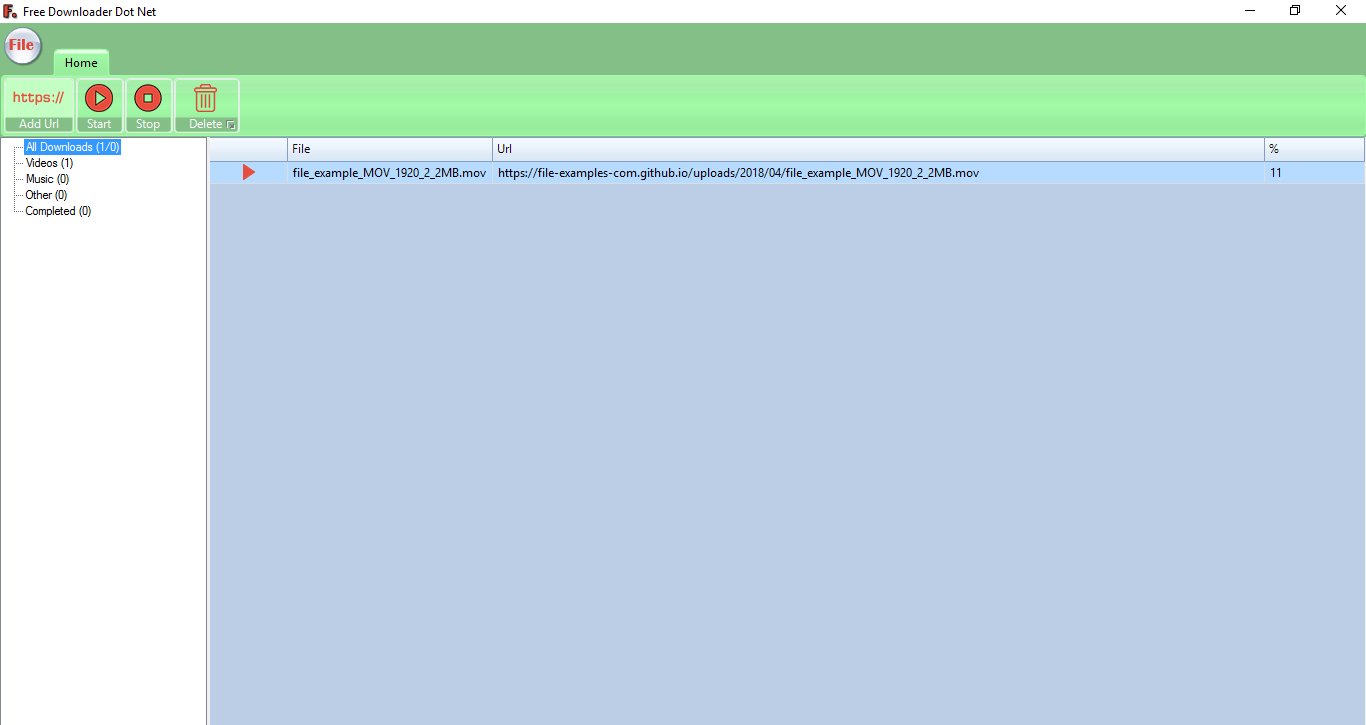 Free Downloader Dot Net
File
Home
https://
Add Url
Start
Stop
Delete
All Downloads (1/0)
Videos (1)
Music (0)
Other (0)
Completed (0)
File Url %
file_example_MOV_1920_2_2MB.mov https://file-examples-com.github.io/uploads/2018/04/file_example_MOV_1920_2_2MB.mov 11